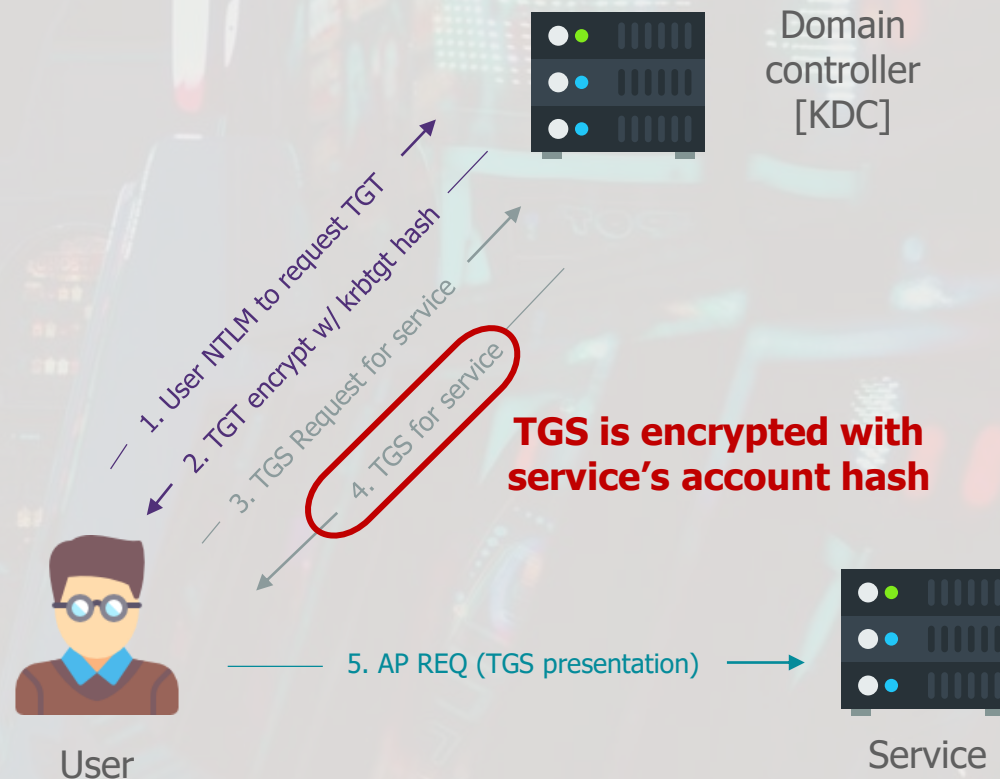 Domain
controller
[KDC]
1. User NTLM to request TGT
2. TGT encrypt w/ krbtgt hash
3. TGS Request for service
4. TGS for service
TGS is encrypted with
service’s account hash
5. AP REQ (TGS presentation)
User
Service